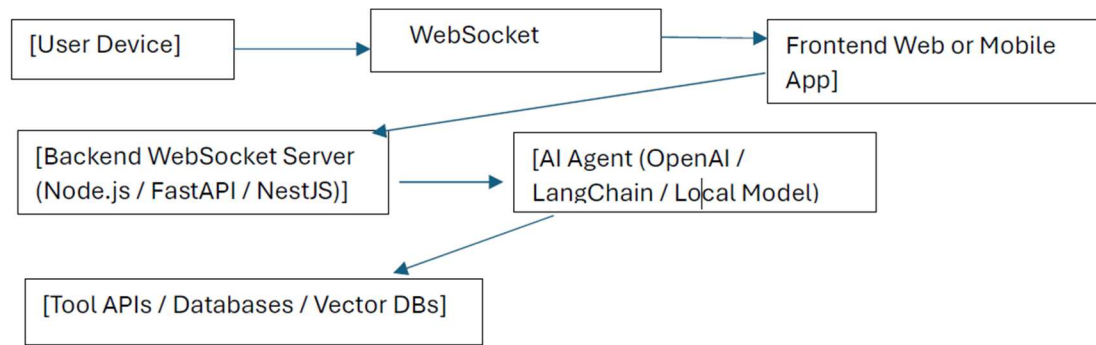 [User Device]
WebSocket
Frontend Web or Mobile
App]
[Backend WebSocket Server
(Node.js / FastAPI / NestJS)]
[AI Agent (OpenAI /
LangChain / Local Model)
[Tool APIs / Databases / Vector DBs]